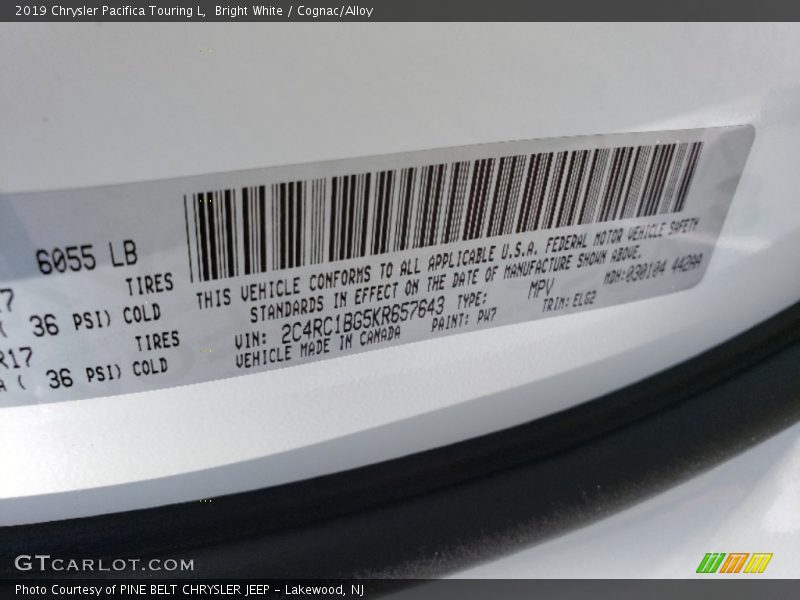 2019 Chrysler Pacifica Touring L, Bright White / Cognac/Alloy
6055 LB
THIS VEHICLE CONFORMS TO ALL APPLICABLE U.S.A. FEDERAL MOTOR VEHICLE SAFETY
STANDARDS IN EFFECT ON THE DATE OF MANUFACTURE SHOWN ABOVE.
7 TIRES
( 36 PSI) COLD
VIN: 2C4RC1BG5KR657643 TYPE: MPV MDH:030104 442AA
R17 TIRES
VEHICLE MADE IN CANADA PAINT: PW7 TRIM: ELG2
A ( 36 PSI) COLD
GTCARLOT.COM
Photo Courtesy of PINE BELT CHRYSLER JEEP - Lakewood, NJ